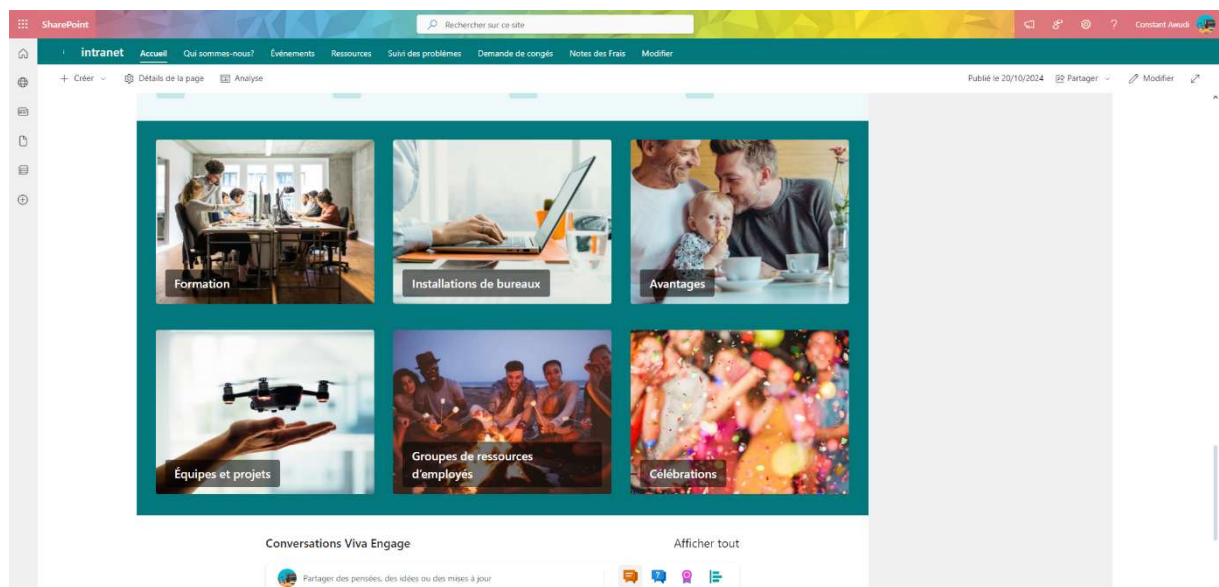 SharePoint
Rechercher sur ce site
? Constant Awudi
intranet Accueil Qui sommes-nous? Événements Ressources Suivi des problèmes Demande de congés Notes des Frais Modifier
+ Créer Détails de la page Analyse Publié le 20/10/2024 Partager Modifier
Formation Installations de bureaux Avantages
Groupes de ressources
Équipes et projets d'employés Célébrations
Conversations Viva Engage Afficher tout
Partager des pensées, des idées ou des mises à jour